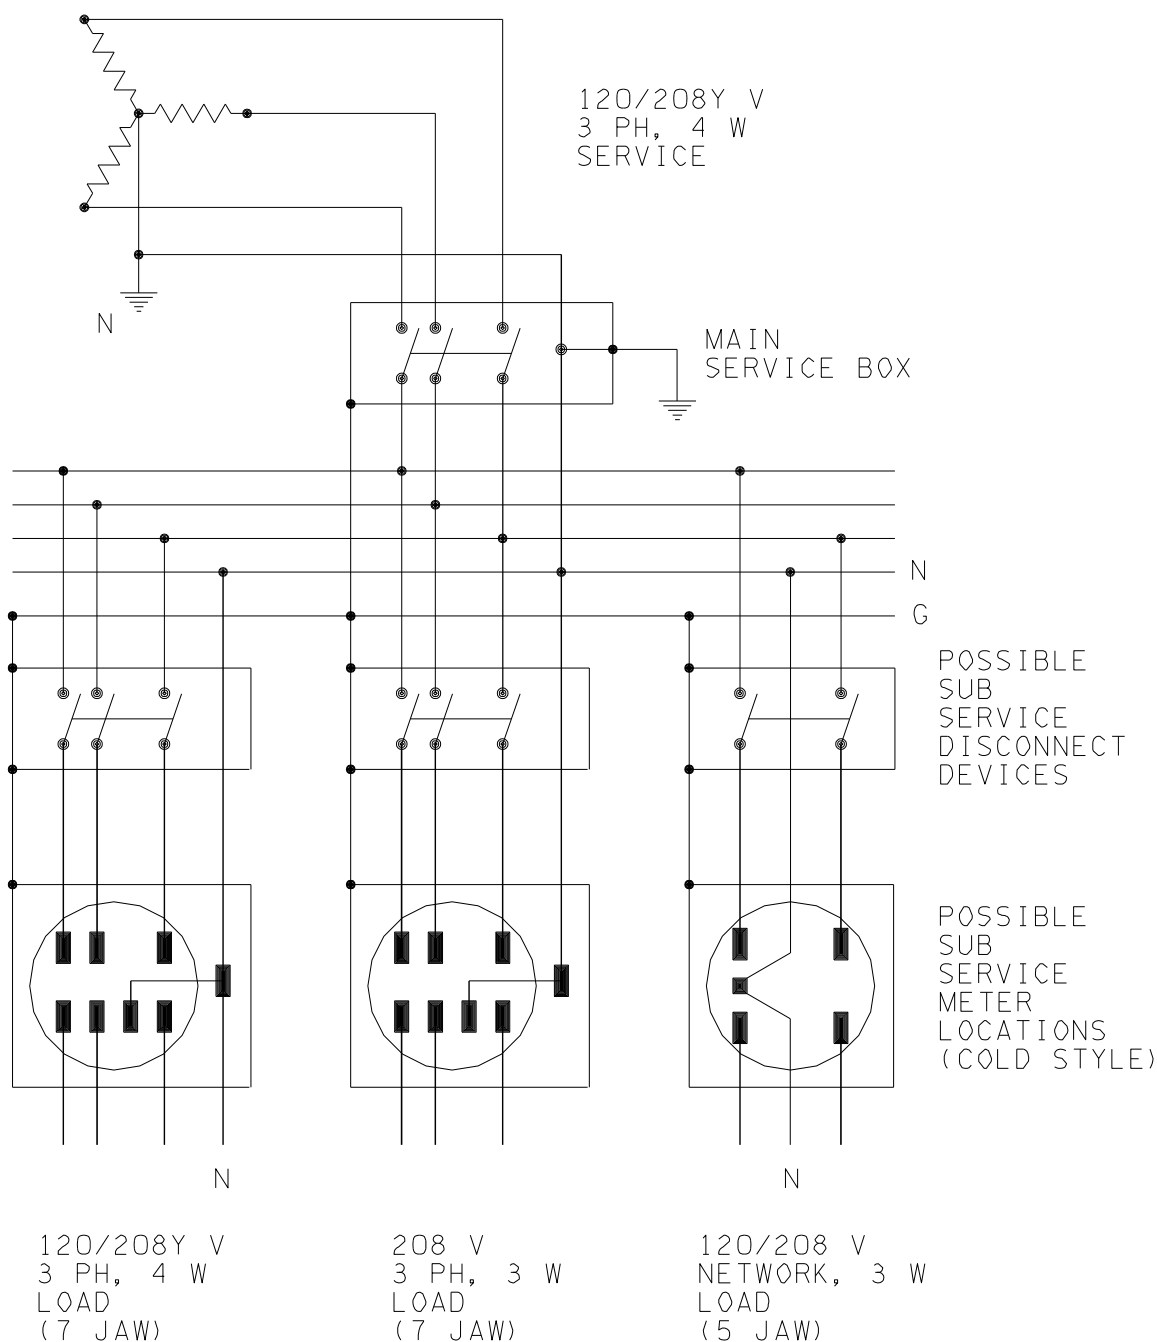 120/208Y V
3 PH, 4 W
SERVICE
N
MAIN
SERVICE BOX
N
G
POSSIBLE
SUB
SERVICE
DISCONNECT
DEVICES
POSSIBLE
SUB
SERVICE
METER
LOCATIONS
(COLD STYLE)
N
N
120/208Y V
3 PH, 4 W
LOAD
(7 JAW)
208 V
3 PH, 3 W
LOAD
(7 JAW)
120/208 V
NETWORK, 3 W
LOAD
(5 JAW)